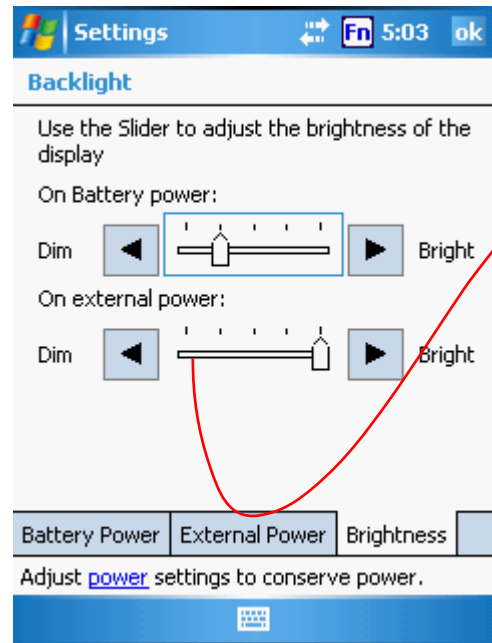 Settings Fn 5:03 ok
Backlight
Use the Slider to adjust the brightness of the
display
On Battery power:
Dim Bright
On external power:
Dim Bright
Battery Power External Power Brightness
Adjust power settings to conserve power.